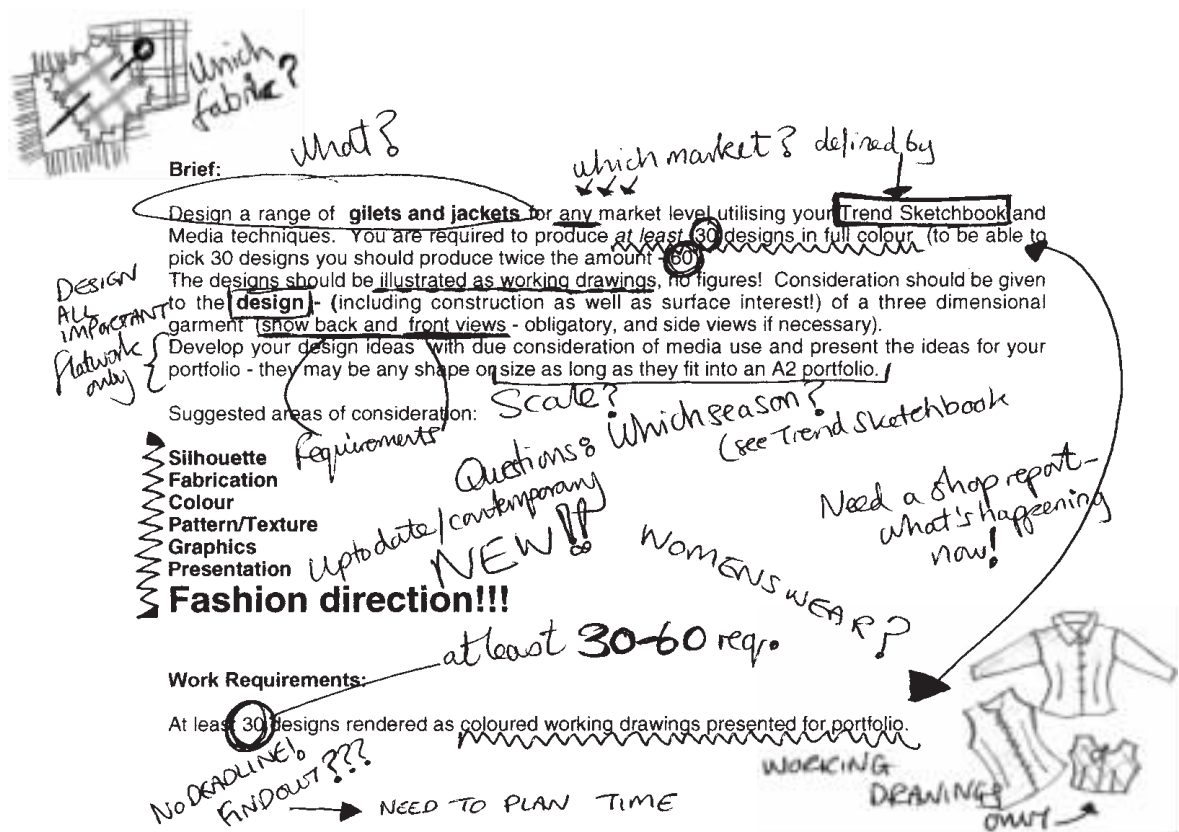 Which
fabric?
What?
which market? defined by
Brief:
Design a range of gilets and jackets for any market level utilising your Trend Sketchbook and
Media techniques. You are required to produce at least 30 designs in full colour (to be able to
pick 30 designs you should produce twice the amount - 60)
The designs should be illustrated as working drawings, no figures! Consideration should be given
to the design - (including construction as well as surface interest!) of a three dimensional
garment (show back and front views - obligatory, and side views if necessary).
Develop your design ideas with due consideration of media use and present the ideas for your
portfolio - they may be any shape or size as long as they fit into an A2 portfolio.
DESIGN
ALL
IMPORTANT
Flatwork
only
Scale?
Suggested areas of consideration:
requirements
Questions: Which season?
(see Trend Sketchbook
Silhouette
Fabrication
Colour
Pattern/Texture
Graphics
Presentation
Fashion direction!!!
Up to date/contemporary
NEW!!
Need a shop report -
what's happening
now!
WOMENSWEAR?
at least 30-60 req.
Work Requirements:
At least 30 designs rendered as coloured working drawings presented for portfolio.
NO DEADLINE!
FIND OUT???
NEED TO PLAN TIME
WORKING
DRAWINGS
ONLY